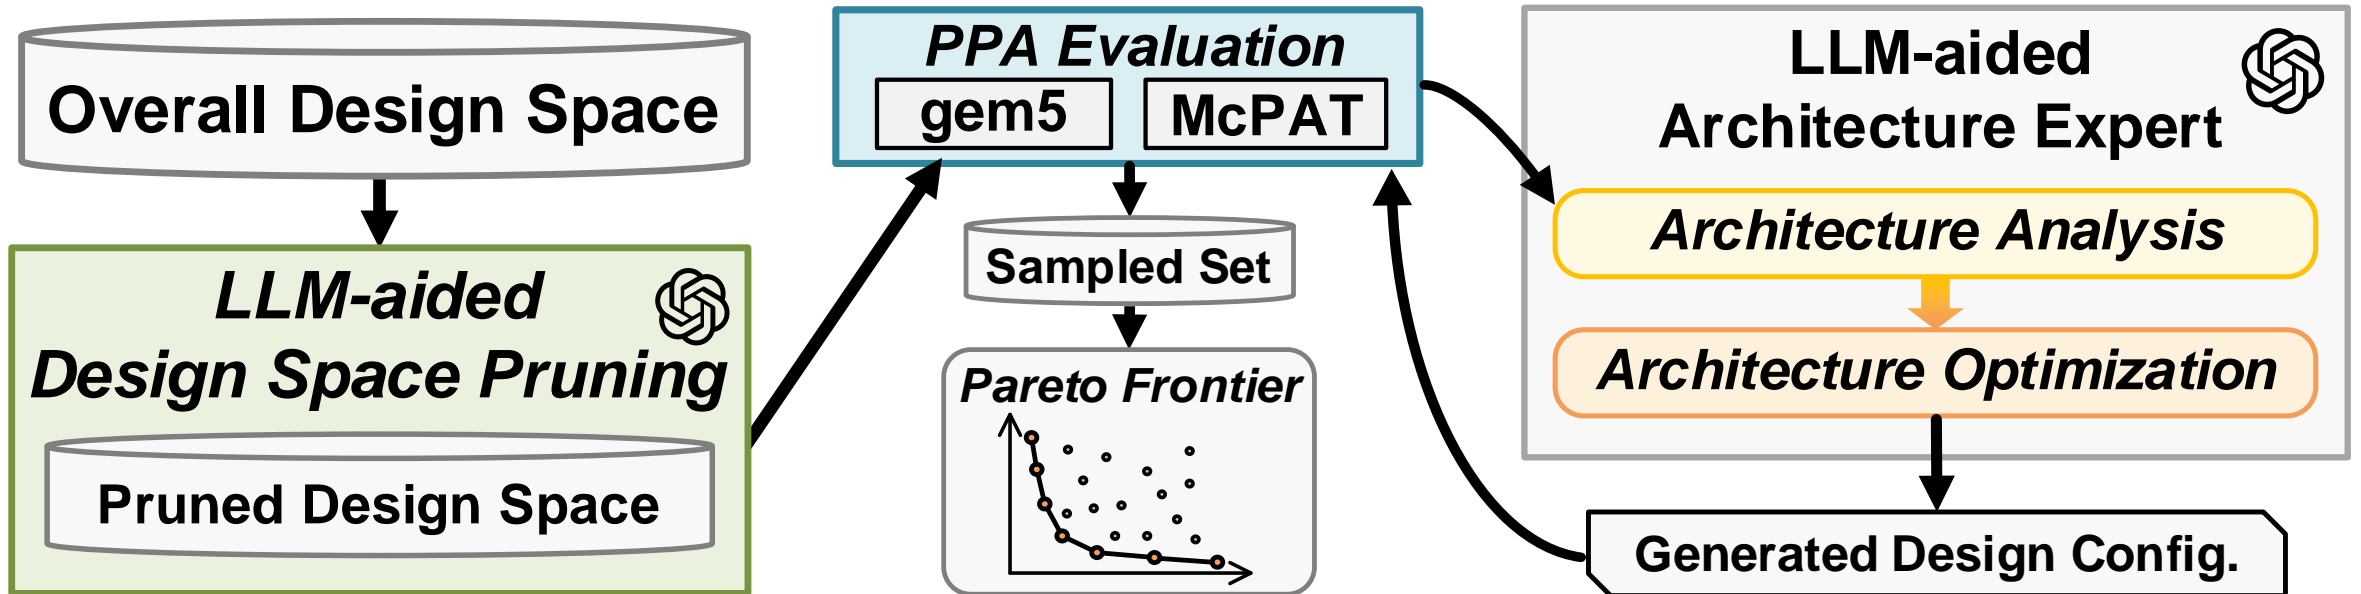 Overall Design Space
LLM-aided
Design Space Pruning
Pruned Design Space
PPA Evaluation
gem5
McPAT
Sampled Set
Pareto Frontier
LLM-aided
Architecture Expert
Architecture Analysis
Architecture Optimization
Generated Design Config.